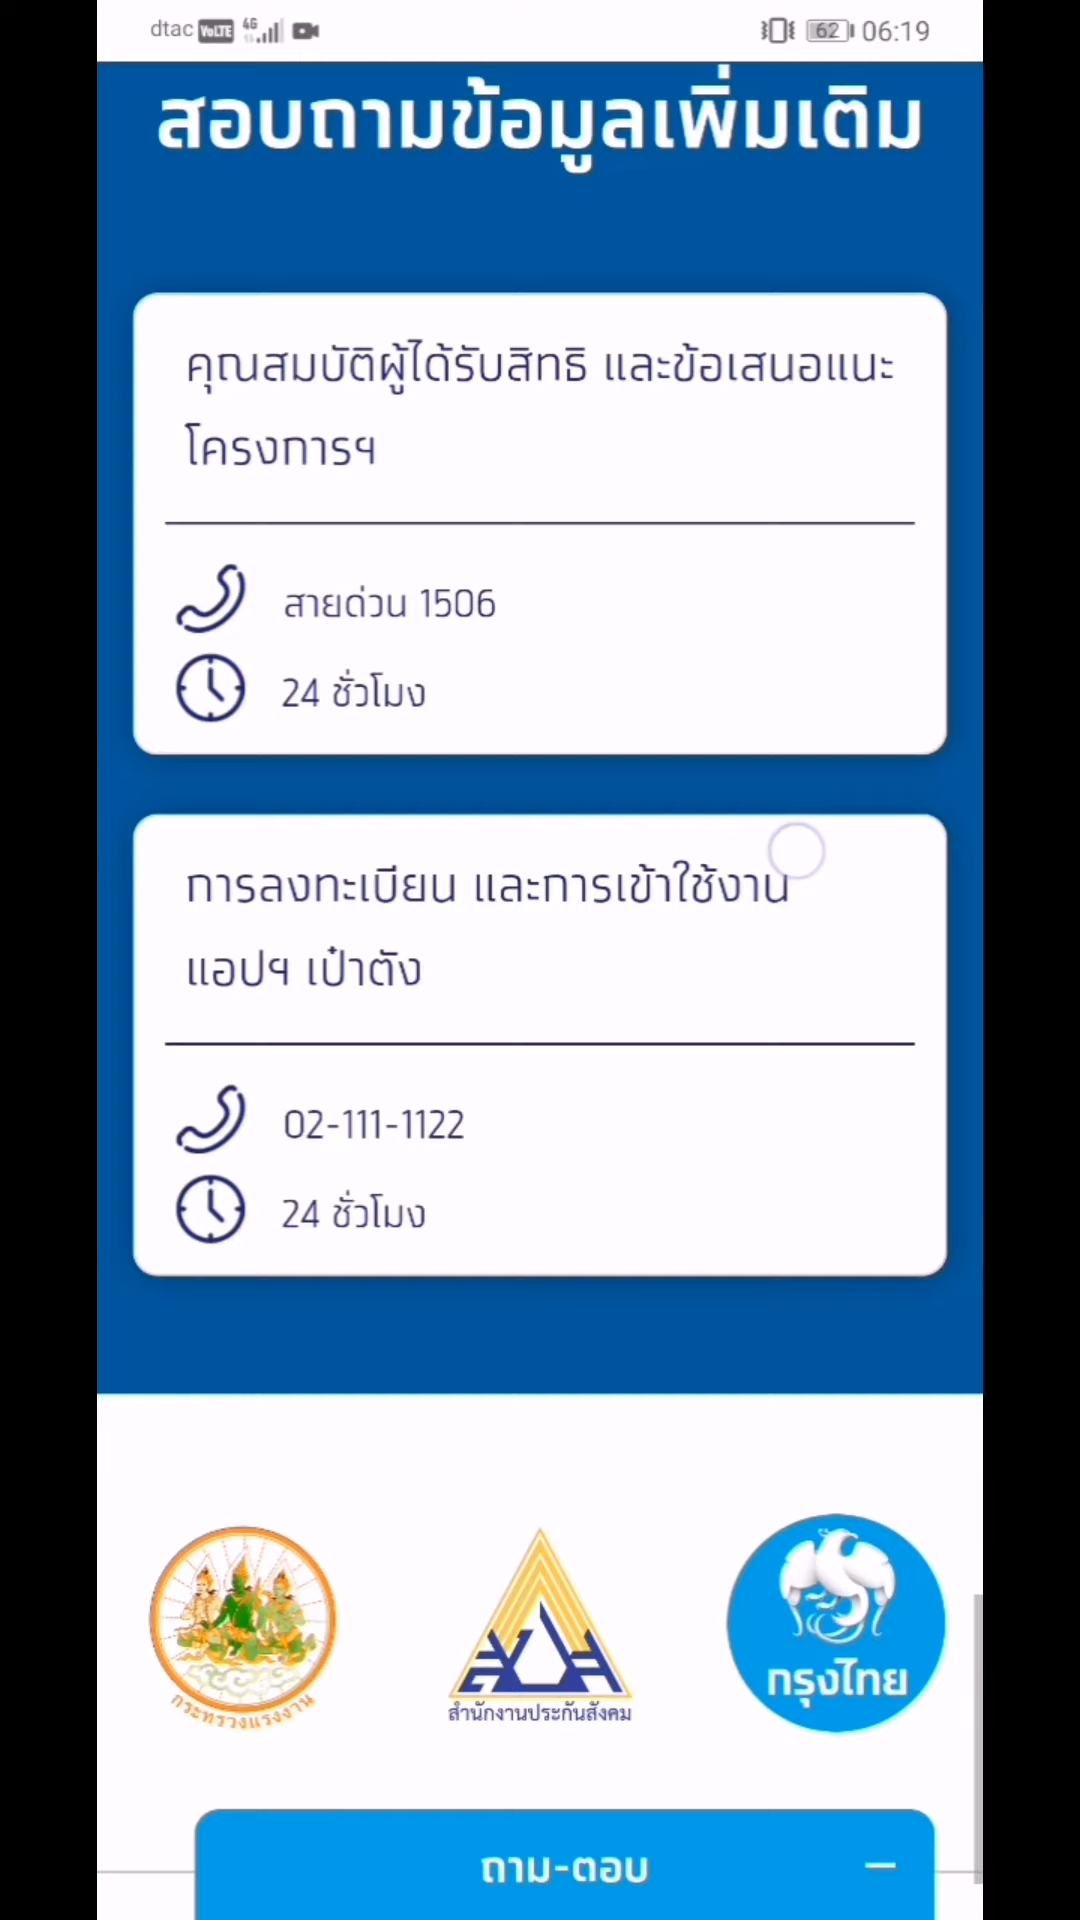 dtac VoLTE 4G 62 06:19
สอบถามข้อมูลเพิ่มเติม
คุณสมบัติผู้ได้รับสิทธิ และข้อเสนอแนะ
โครงการฯ
สายด่วน 1506
24 ชั่วโมง
การลงทะเบียน และการเข้าใช้งาน
แอปฯ เป๋าตัง
02-111-1122
24 ชั่วโมง
กระทรวงแรงงาน
สำนักงานประกันสังคม
กรุงไทย
ถาม-ตอบ